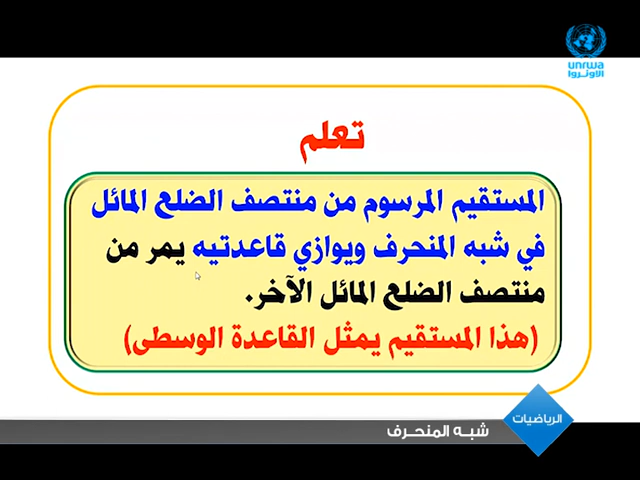 unrwa
الاونروا
تعلم
المستقيم المرسوم من منتصف الضلع المائل
في شبه المنحرف ويوازي قاعدتيه يمر من
منتصف الضلع المائل الآخر.
(هذا المستقيم يمثل القاعدة الوسطى)
الرياضيات
شبه المنحرف